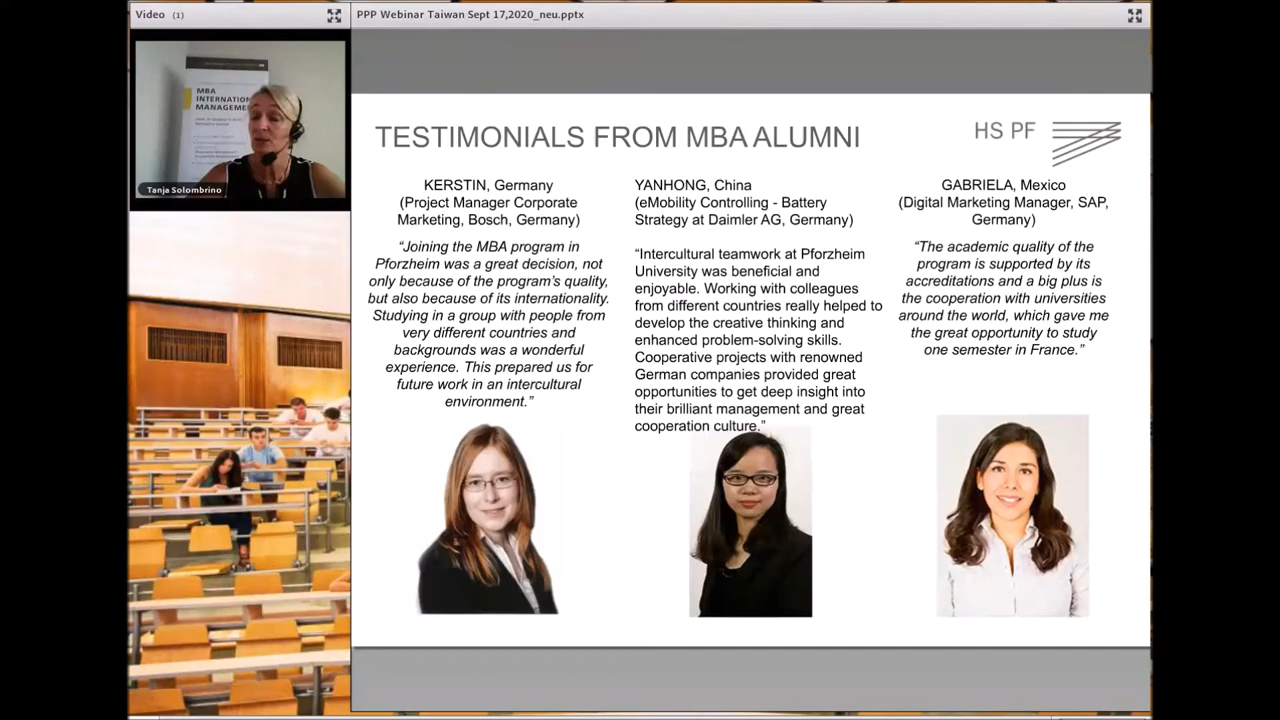 Video (1)
PPP Webinar Taiwan Sept 17,2020_neu.pptx
MBA
INTERNATION
MANAGEME
Tanja Solombrino
TESTIMONIALS FROM MBA ALUMNI
HS PF
KERSTIN, Germany
(Project Manager Corporate
Marketing, Bosch, Germany)
“Joining the MBA program in
Pforzheim was a great decision, not
only because of the program’s quality,
but also because of its internationality.
Studying in a group with people from
very different countries and
backgrounds was a wonderful
experience. This prepared us for
future work in an intercultural
environment.”
YANHONG, China
(eMobility Controlling - Battery
Strategy at Daimler AG, Germany)
“Intercultural teamwork at Pforzheim
University was beneficial and
enjoyable. Working with colleagues
from different countries really helped to
develop the creative thinking and
enhanced problem-solving skills.
Cooperative projects with renowned
German companies provided great
opportunities to get deep insight into
their brilliant management and great
cooperation culture.”
GABRIELA, Mexico
(Digital Marketing Manager, SAP,
Germany)
“The academic quality of the
program is supported by its
accreditations and a big plus is
the cooperation with universities
around the world, which gave me
the great opportunity to study
one semester in France.”